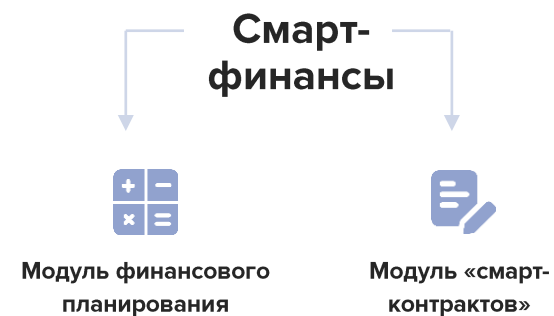 Смарт-
финансы
Модуль финансового
планирования
Модуль «смарт-
контрактов»